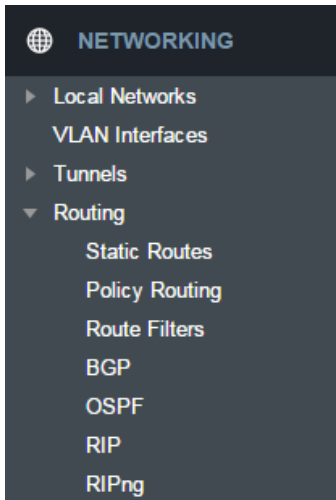 NETWORKING
Local Networks
VLAN Interfaces
Tunnels
Routing
Static Routes
Policy Routing
Route Filters
BGP
OSPF
RIP
RIPng